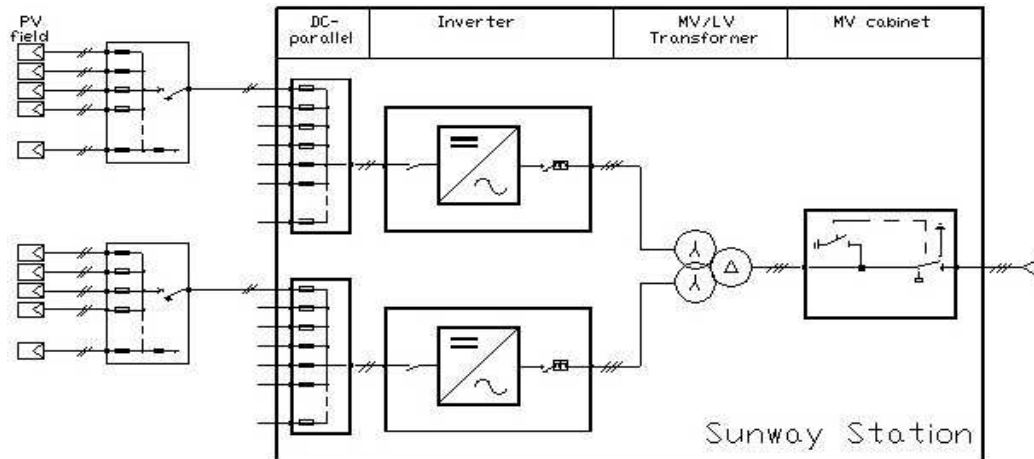 PV
field
DC-
parallel
Inverter
MV/LV
Transformer
MV cabinet
Sunway Station